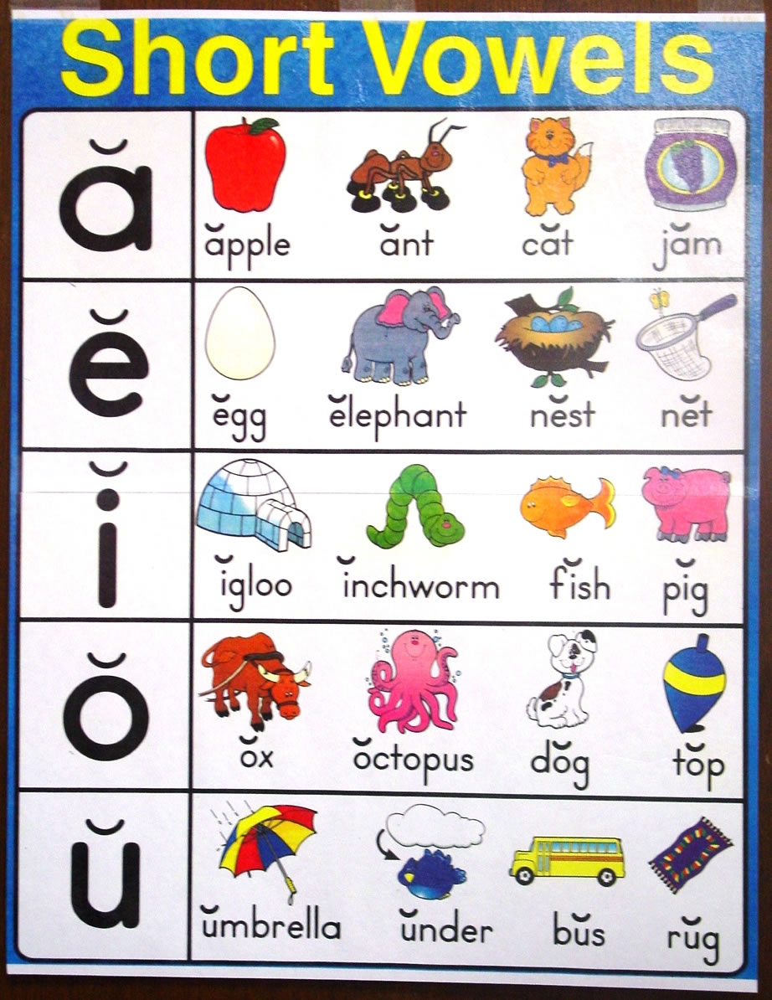 Short Vowels
ă
ăpple ănt căt jăm
ĕ
ĕgg ĕlephant nĕst nĕt
ĭ
ĭgloo ĭnchworm fĭsh pĭg
ŏ
ŏx ŏctopus dŏg tŏp
ŭ
ŭmbrella ŭnder bŭs rŭg